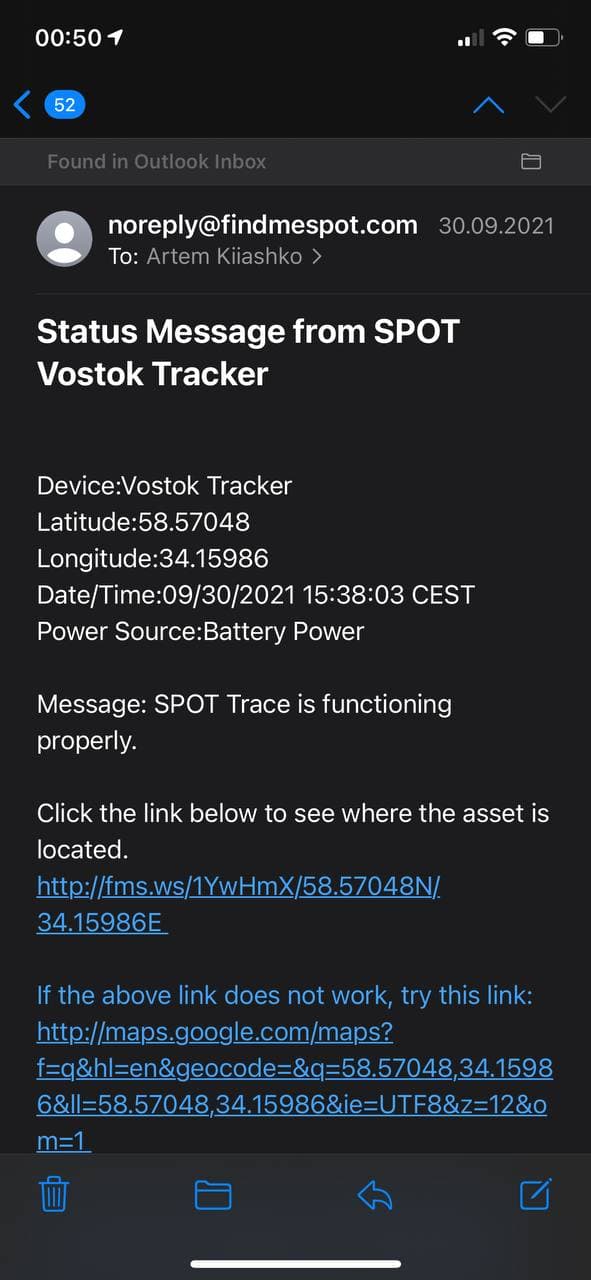 00:50
52
Found in Outlook Inbox
noreply@findmespot.com 30.09.2021
To: Artem Kiiashko
Status Message from SPOT
Vostok Tracker
Device:Vostok Tracker
Latitude:58.57048
Longitude:34.15986
Date/Time:09/30/2021 15:38:03 CEST
Power Source:Battery Power
Message: SPOT Trace is functioning
properly.
Click the link below to see where the asset is
located.
http://fms.ws/1YwHmX/58.57048N/
34.15986E
If the above link does not work, try this link:
http://maps.google.com/maps?
f=q&hl=en&geocode=&q=58.57048,34.1598
6&ll=58.57048,34.15986&ie=UTF8&z=12&o
m=1